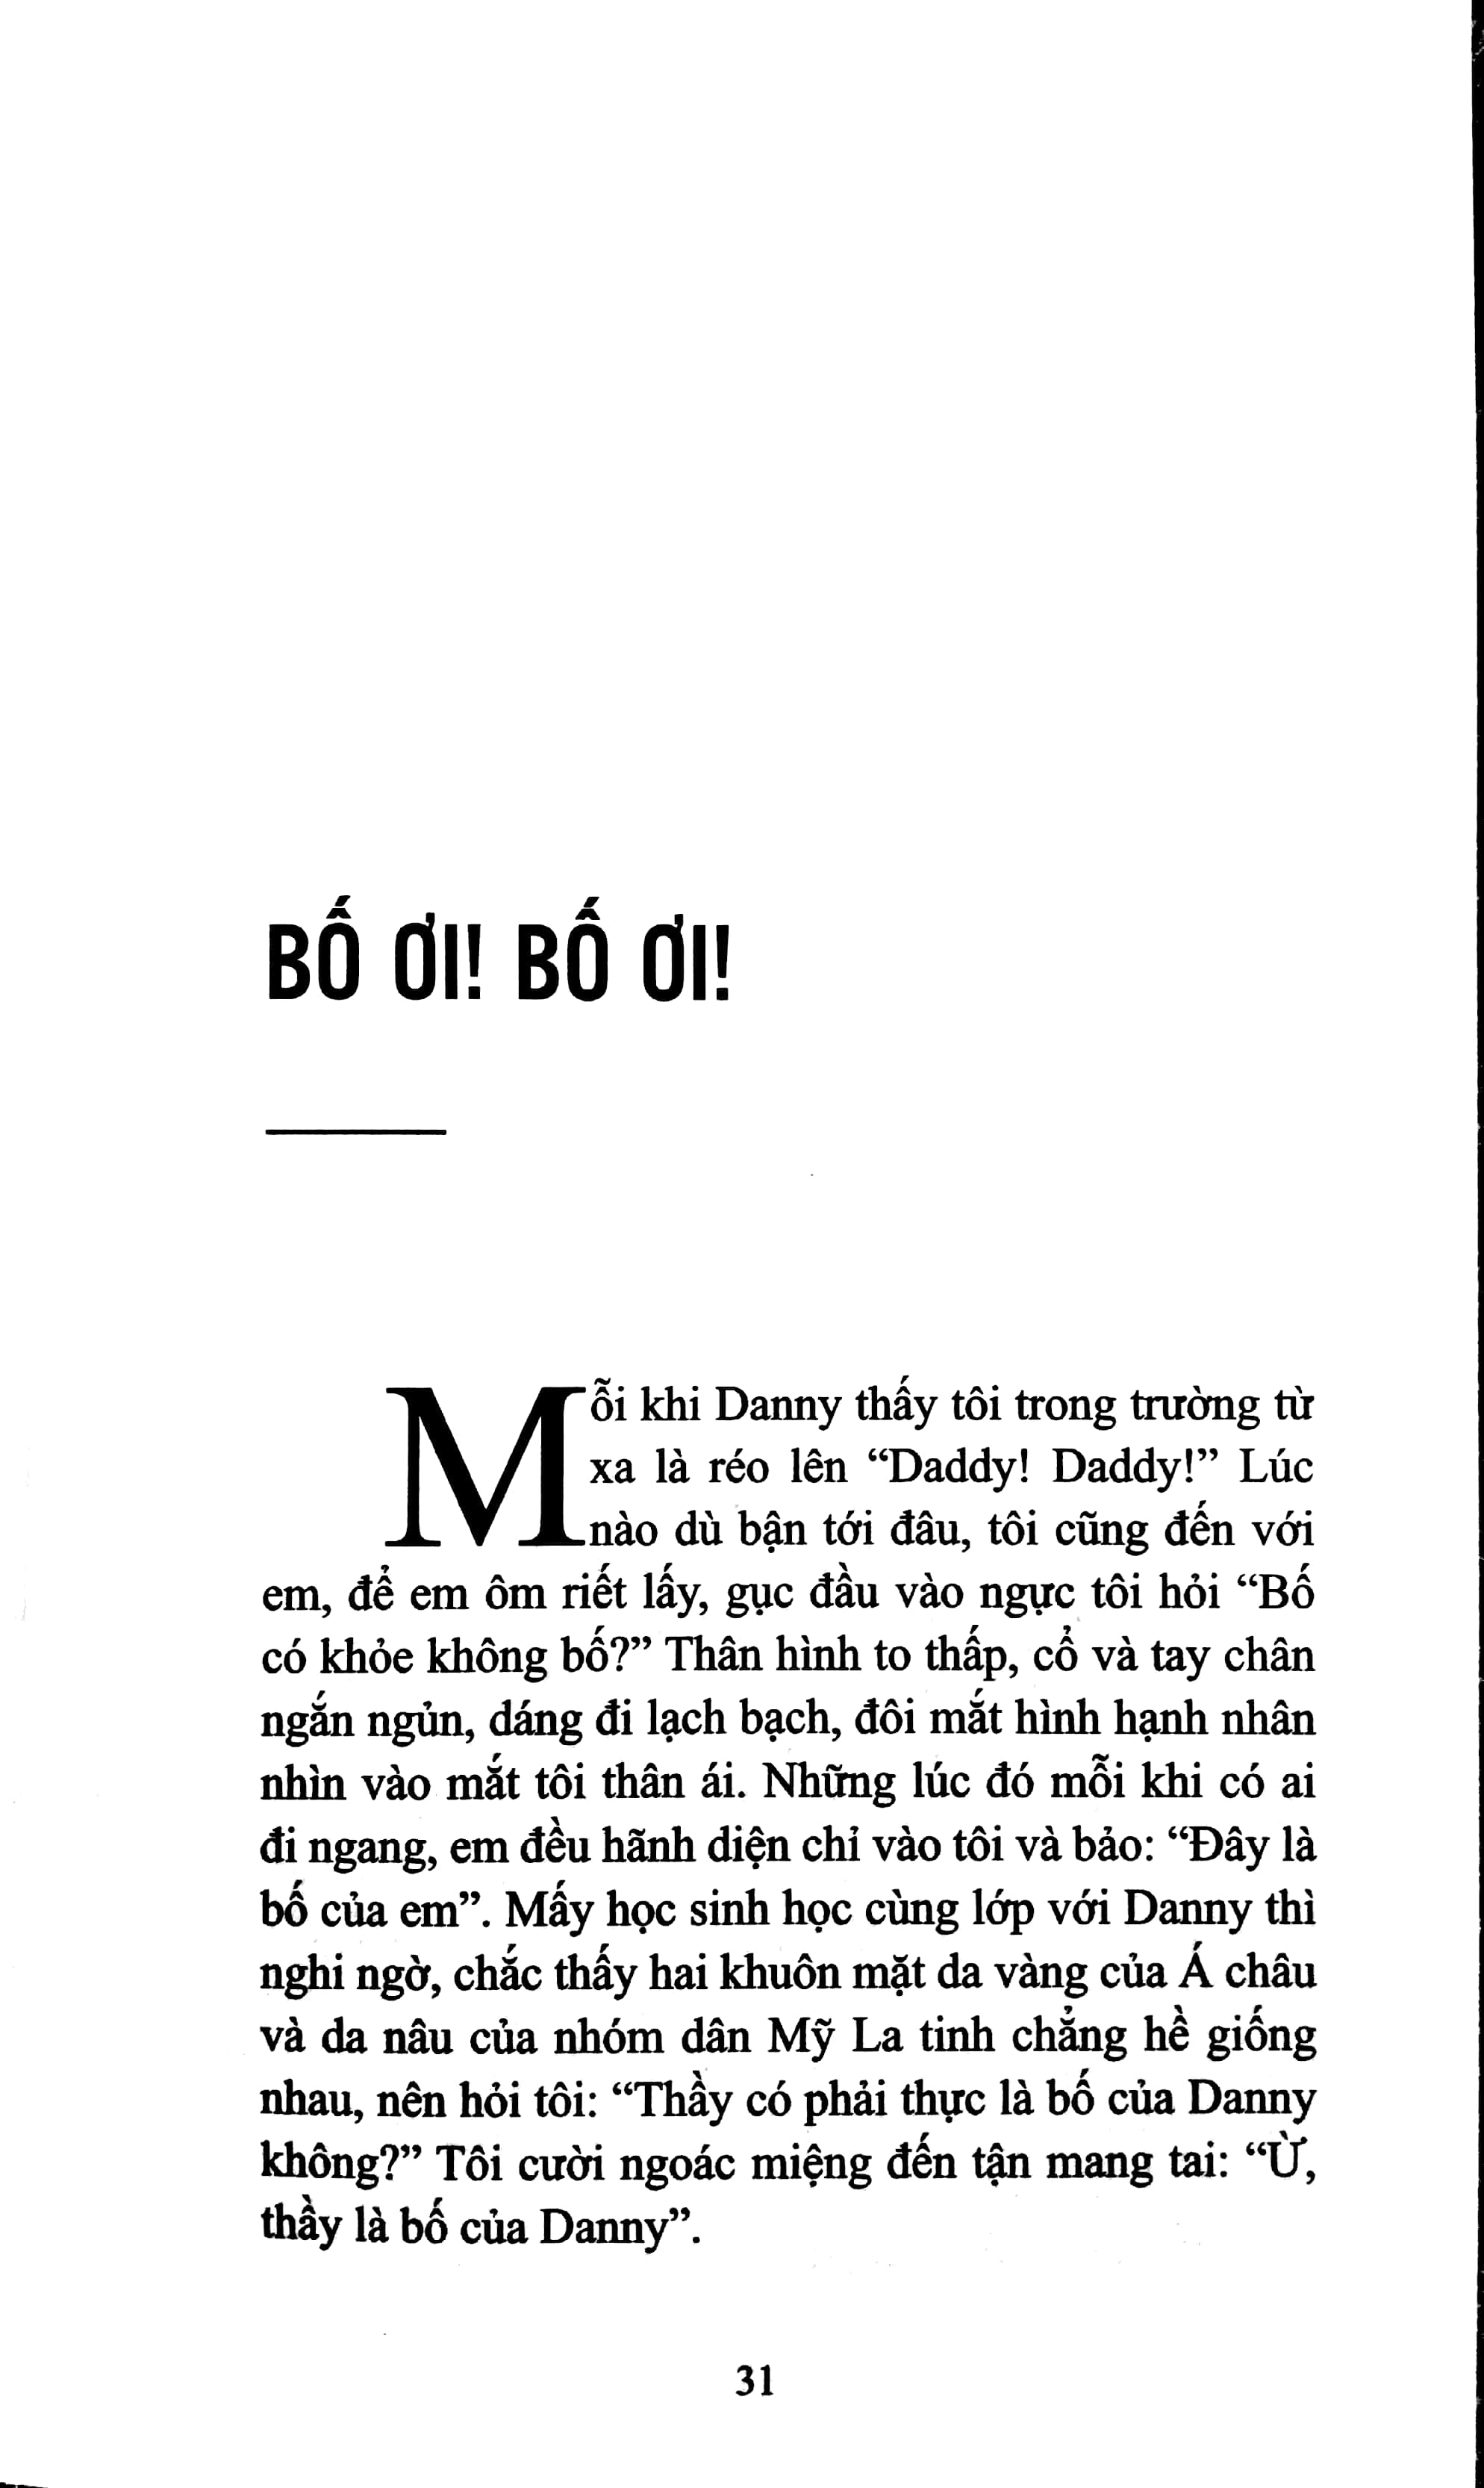 BỐ ƠI! BỐ ƠI!
Mỗi khi Danny thấy tôi trong trường từ
xa là réo lên “Daddy! Daddy!” Lúc
nào dù bận tới đâu, tôi cũng đến với
em, để em ôm riết lấy, gục đầu vào ngực tôi hỏi “Bố
có khỏe không bố?” Thân hình to thấp, cổ và tay chân
ngắn ngủn, dáng đi lạch bạch, đôi mắt hình hạnh nhân
nhìn vào mắt tôi thân ái. Những lúc đó mỗi khi có ai
đi ngang, em đều hãnh diện chỉ vào tôi và bảo: “Đây là
bố của em”. Mấy học sinh học cùng lớp với Danny thì
nghi ngờ, chắc thấy hai khuôn mặt da vàng của Á châu
và da nâu của nhóm dân Mỹ La tinh chẳng hề giống
nhau, nên hỏi tôi: “Thầy có phải thực là bố của Danny
không?” Tôi cười ngoác miệng đến tận mang tai: “Ừ,
thầy là bố của Danny”.
31